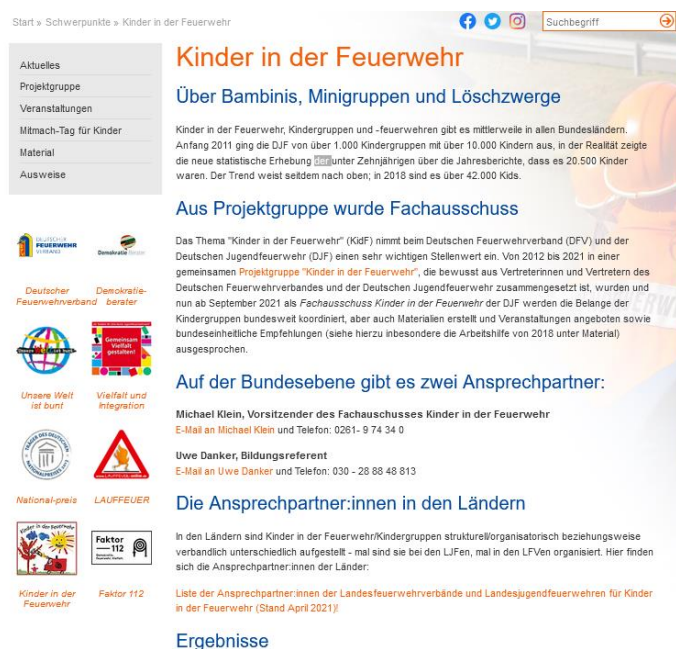 Start » Schwerpunkte » Kinder in der Feuerwehr
Suchbegriff
Aktuelles
Projektgruppe
Veranstaltungen
Mitmach-Tag für Kinder
Material
Ausweise
DEUTSCHER
FEUERWEHR
VERBAND
Demokratie
Deutscher
Feuerwehrverband
Demokratie-
berater
Gemeinsam
Vielfalt
gestalten!
Unsere Welt
ist bunt
Vielfalt und
Integration
National-preis
LAUFFEUER
Faktor
112
Kinder in der
Feuerwehr
Faktor 112
Kinder in der Feuerwehr
Über Bambinis, Minigruppen und Löschzwerge
Kinder in der Feuerwehr, Kindergruppen und -feuerwehren gibt es mittlerweile in allen Bundesländern.
Anfang 2011 ging die DJF von über 1.000 Kindergruppen mit über 10.000 Kindern aus, in der Realität zeigte
die neue statistische Erhebung der unter Zehnjährigen über die Jahresberichte, dass es 20.500 Kinder
waren. Der Trend weist seitdem nach oben; in 2018 sind es über 42.000 Kids.
Aus Projektgruppe wurde Fachausschuss
Das Thema "Kinder in der Feuerwehr" (KidF) nimmt beim Deutschen Feuerwehrverband (DFV) und der
Deutschen Jugendfeuerwehr (DJF) einen sehr wichtigen Stellenwert ein. Von 2012 bis 2021 in einer
gemeinsamen Projektgruppe "Kinder in der Feuerwehr", die bewusst aus Vertreterinnen und Vertretern des
Deutschen Feuerwehrverbandes und der Deutschen Jugendfeuerwehr zusammengesetzt ist, wurden und
nun ab September 2021 als Fachausschuss Kinder in der Feuerwehr der DJF werden die Belange der
Kindergruppen bundesweit koordiniert, aber auch Materialien erstellt und Veranstaltungen angeboten sowie
bundeseinheitliche Empfehlungen (siehe hierzu inbesondere die Arbeitshilfe von 2018 unter Material)
ausgesprochen.
Auf der Bundesebene gibt es zwei Ansprechpartner:
Michael Klein, Vorsitzender des Fachauschusses Kinder in der Feuerwehr
E-Mail an Michael Klein und Telefon: 0261- 9 74 34 0
Uwe Danker, Bildungsreferent
E-Mail an Uwe Danker und Telefon: 030 - 28 88 48 813
Die Ansprechpartner:innen in den Ländern
In den Ländern sind Kinder in der Feuerwehr/Kindergruppen strukturell/organisatorisch beziehungsweise
verbandlich unterschiedlich aufgestellt - mal sind sie bei den LJFen, mal in den LFVen organisiert. Hier finden
sich die Ansprechpartner:innen der Länder:
Liste der Ansprechpartner:innen der Landesfeuerwehrverbände und Landesjugendfeuerwehren für Kinder
in der Feuerwehr (Stand April 2021)!
Ergebnisse